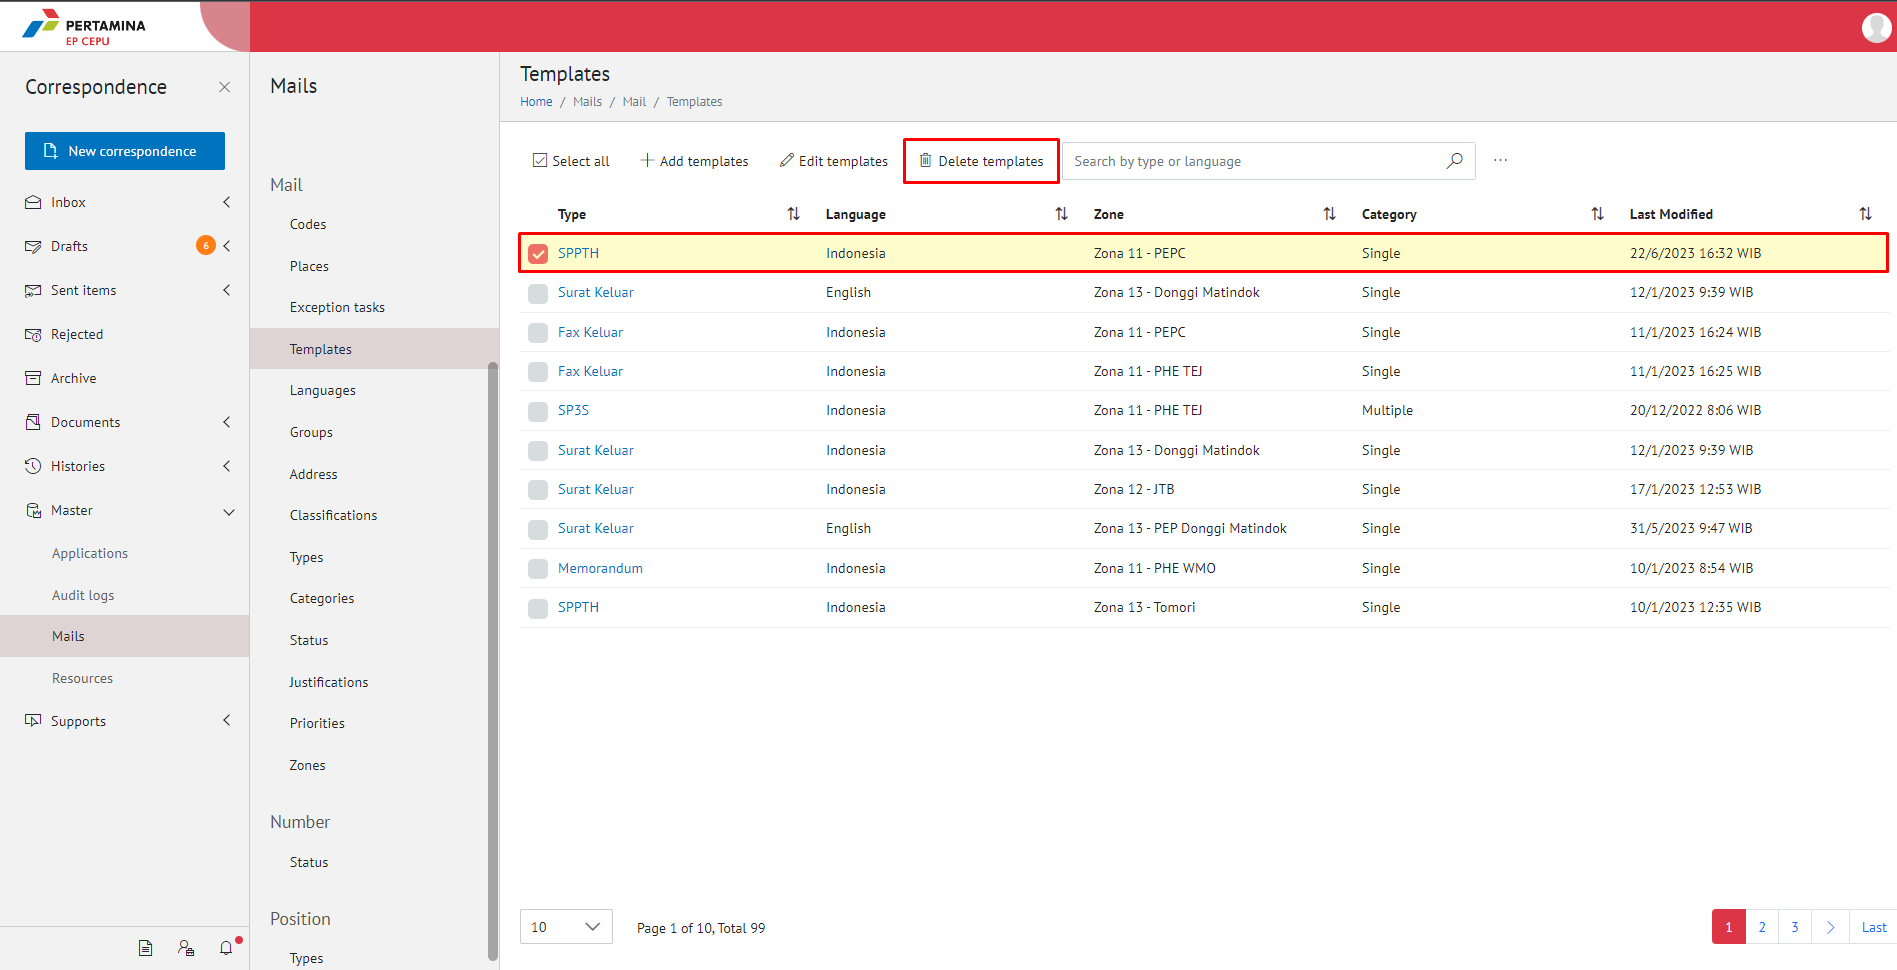 PERTAMINA
EP CEPU
Correspondence
New correspondence
Inbox
Drafts 6
Sent items
Rejected
Archive
Documents
Histories
Master
Applications
Audit logs
Mails
Resources
Supports
Mails
Mail
Codes
Places
Exception tasks
Templates
Languages
Groups
Address
Classifications
Types
Categories
Status
Justifications
Priorities
Zones
Number
Status
Position
Types
Templates
Home / Mails / Mail / Templates
Select all Add templates Edit templates Delete templates Search by type or language ...
Type Language Zone Category Last Modified
SPPTH Indonesia Zona 11 - PEPC Single 22/6/2023 16:32 WIB
Surat Keluar English Zona 13 - Donggi Matindok Single 12/1/2023 9:39 WIB
Fax Keluar Indonesia Zona 11 - PEPC Single 11/1/2023 16:24 WIB
Fax Keluar Indonesia Zona 11 - PHE TEJ Single 11/1/2023 16:25 WIB
SP3S Indonesia Zona 11 - PHE TEJ Multiple 20/12/2022 8:06 WIB
Surat Keluar Indonesia Zona 13 - Donggi Matindok Single 12/1/2023 9:39 WIB
Surat Keluar Indonesia Zona 12 - JTB Single 17/1/2023 12:53 WIB
Surat Keluar English Zona 13 - PEP Donggi Matindok Single 31/5/2023 9:47 WIB
Memorandum Indonesia Zona 11 - PHE WMO Single 10/1/2023 8:54 WIB
SPPTH Indonesia Zona 13 - Tomori Single 10/1/2023 12:35 WIB
10 Page 1 of 10, Total 99 1 2 3 Last